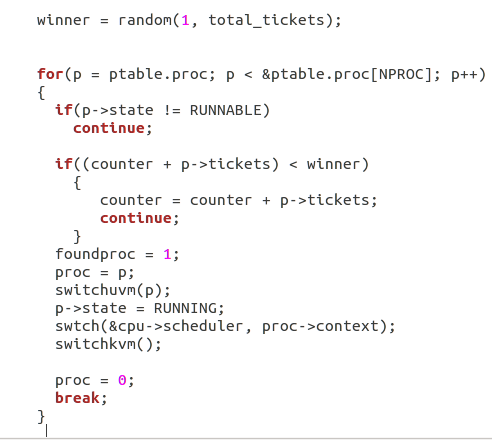 winner = random(1, total_tickets);
for(p = ptable.proc; p < &ptable.proc[NPROC]; p++)
{
if(p->state != RUNNABLE)
continue;
if((counter + p->tickets) < winner)
{
counter = counter + p->tickets;
continue;
}
foundproc = 1;
proc = p;
switchuvm(p);
p->state = RUNNING;
swtch(&cpu->scheduler, proc->context);
switchkvm();
proc = 0;
break;
}